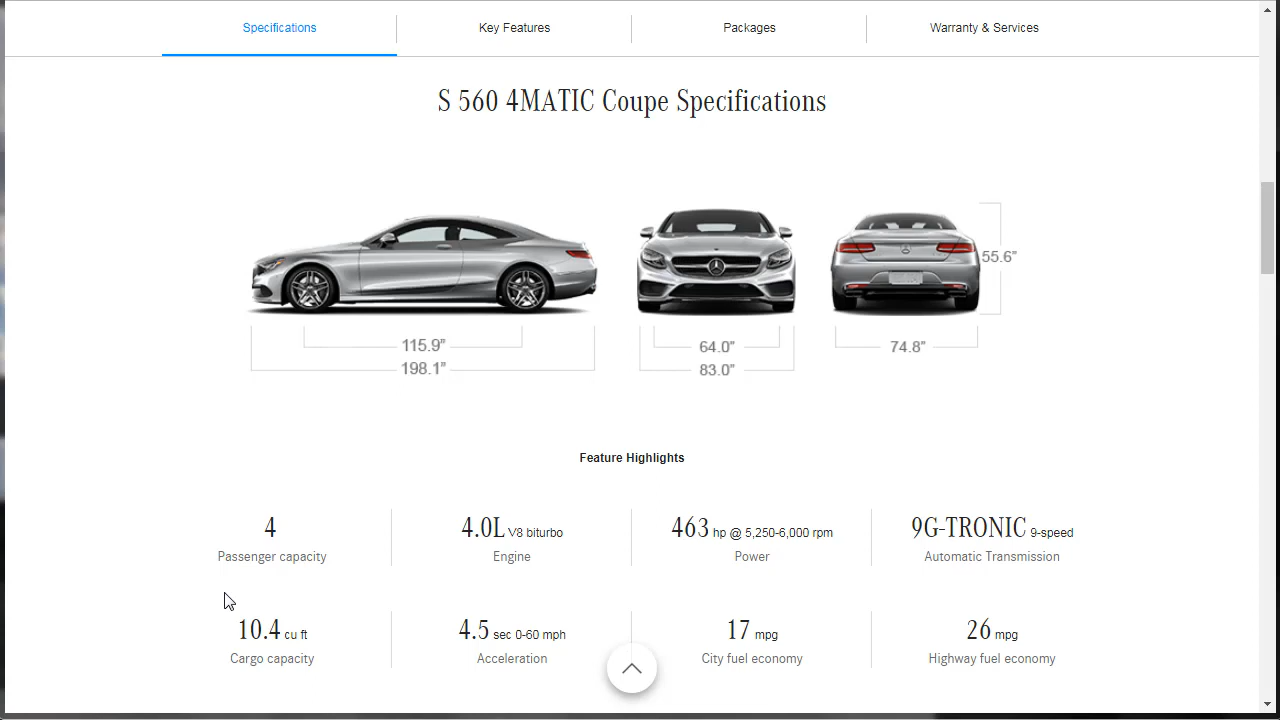 Specifications Key Features Packages Warranty & Services
S 560 4MATIC Coupe Specifications
55.6”
115.9” 64.0” 74.8”
198.1” 83.0”
Feature Highlights
4 4.0L V8 biturbo 463 hp @ 5,250-6,000 rpm 9G-TRONIC 9-speed
Passenger capacity Engine Power Automatic Transmission
10.4 cu ft 4.5 sec 0-60 mph 17 mpg 26 mpg
Cargo capacity Acceleration City fuel economy Highway fuel economy